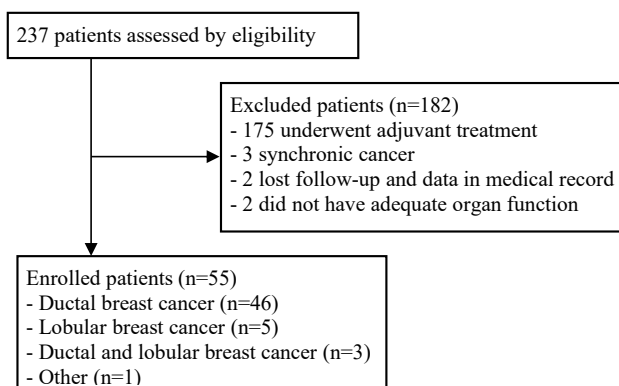 237 patients assessed by eligibility
Excluded patients (n=182)
- 175 underwent adjuvant treatment
- 3 synchronic cancer
- 2 lost follow-up and data in medical record
- 2 did not have adequate organ function
Enrolled patients (n=55)
- Ductal breast cancer (n=46)
- Lobular breast cancer (n=5)
- Ductal and lobular breast cancer (n=3)
- Other (n=1)